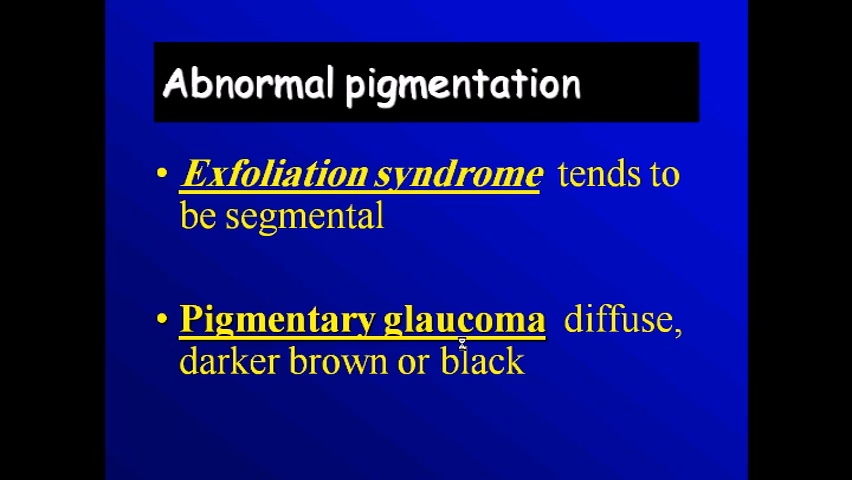 Abnormal pigmentation
• Exfoliation syndrome tends to
be segmental
• Pigmentary glaucoma diffuse,
darker brown or black